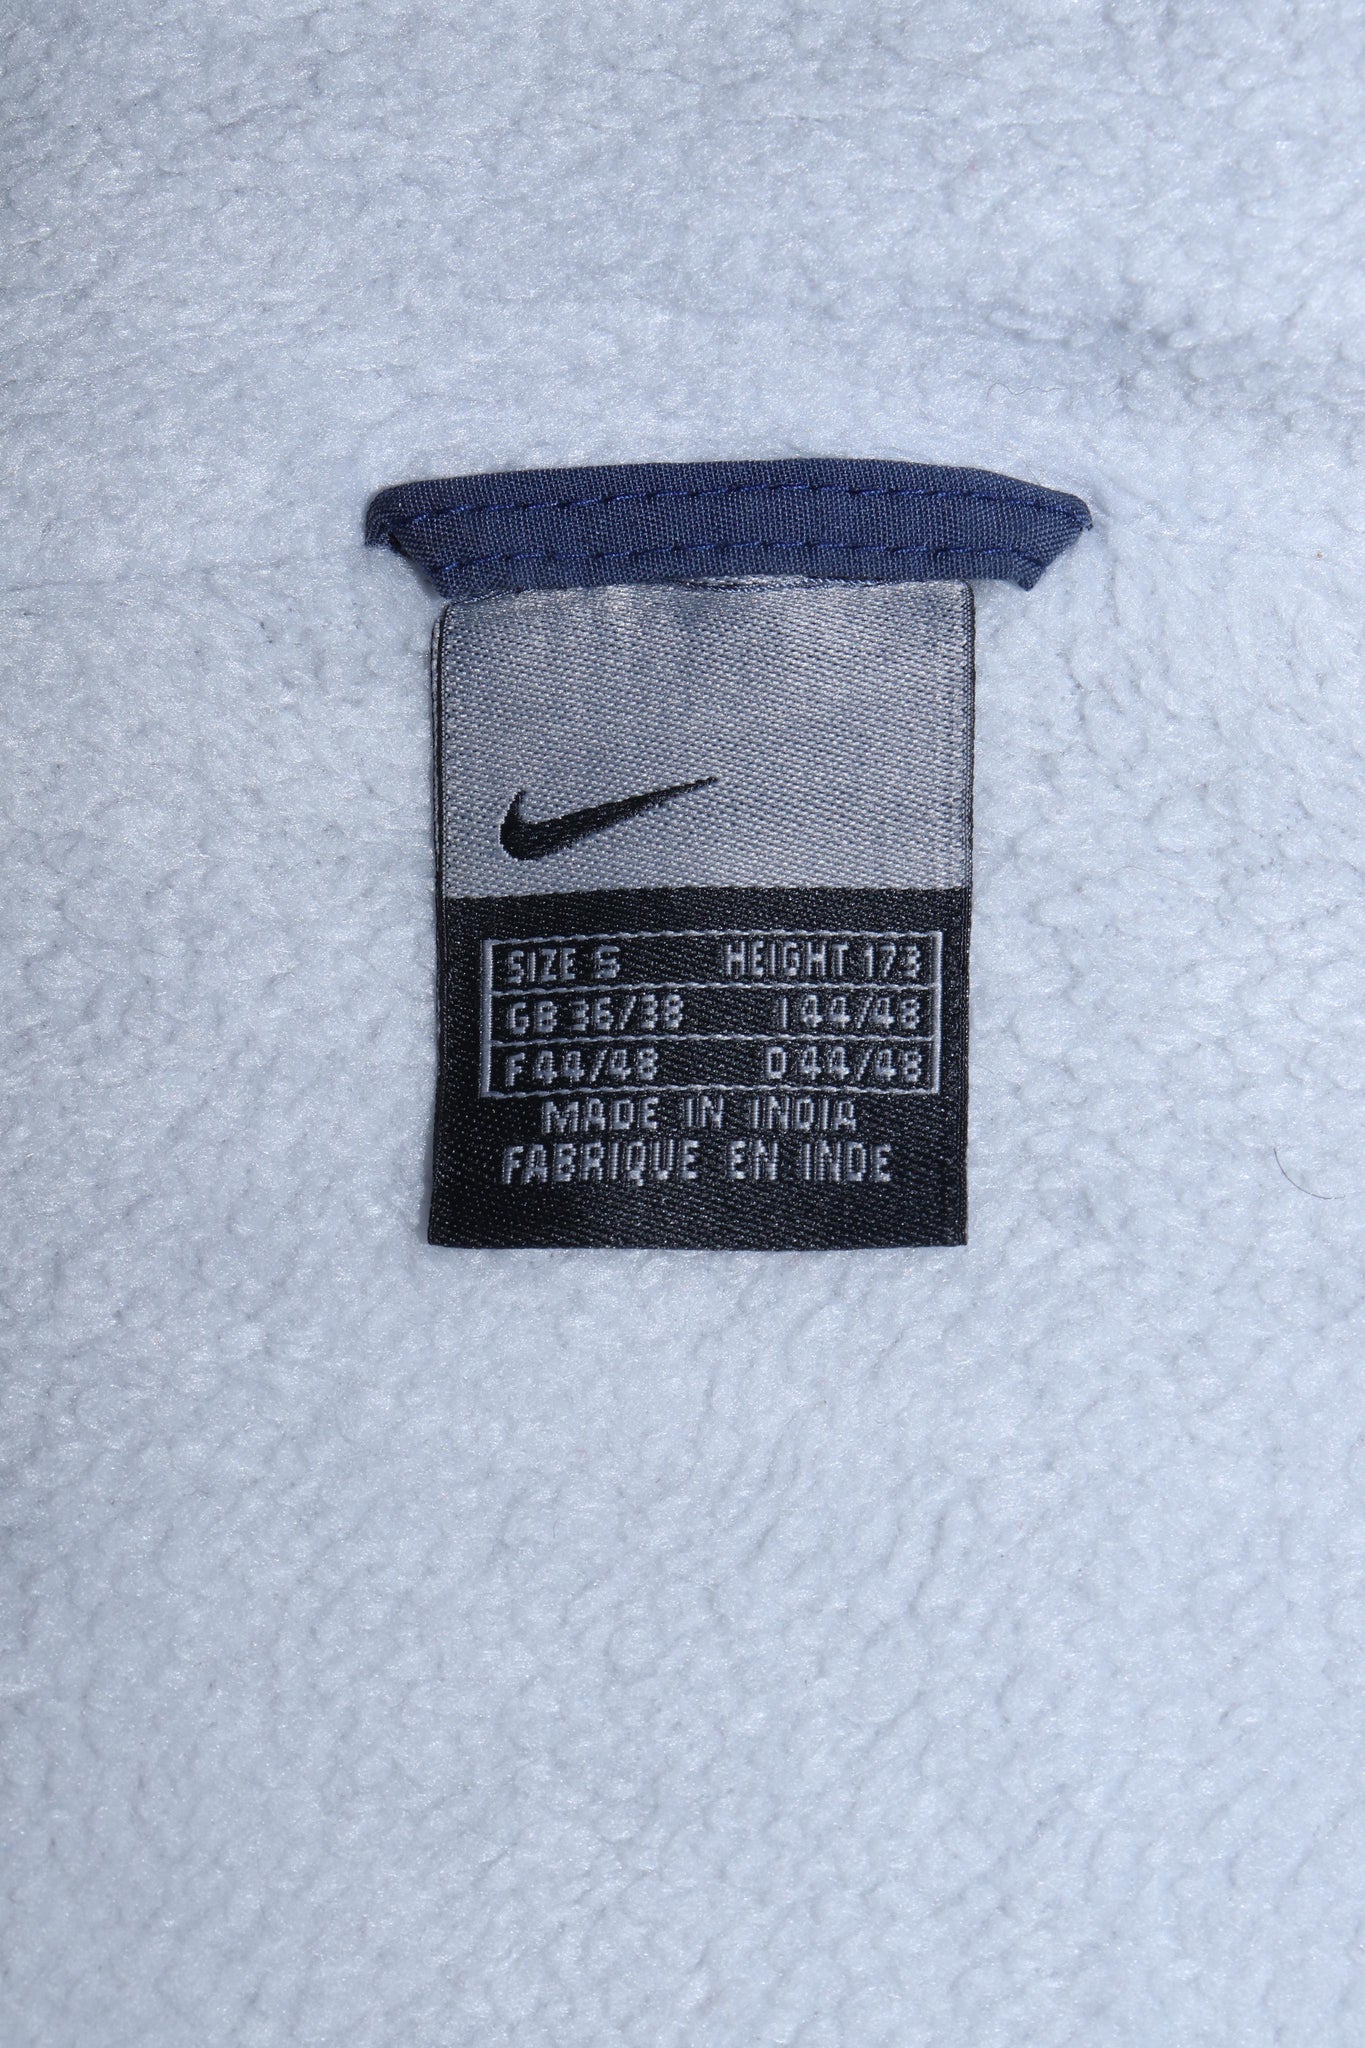 SIZE S HEIGHT 173
GB 36/38 I 44/48
F 44/48 D 44/48
MADE IN INDIA
FABRIQUE EN INDE